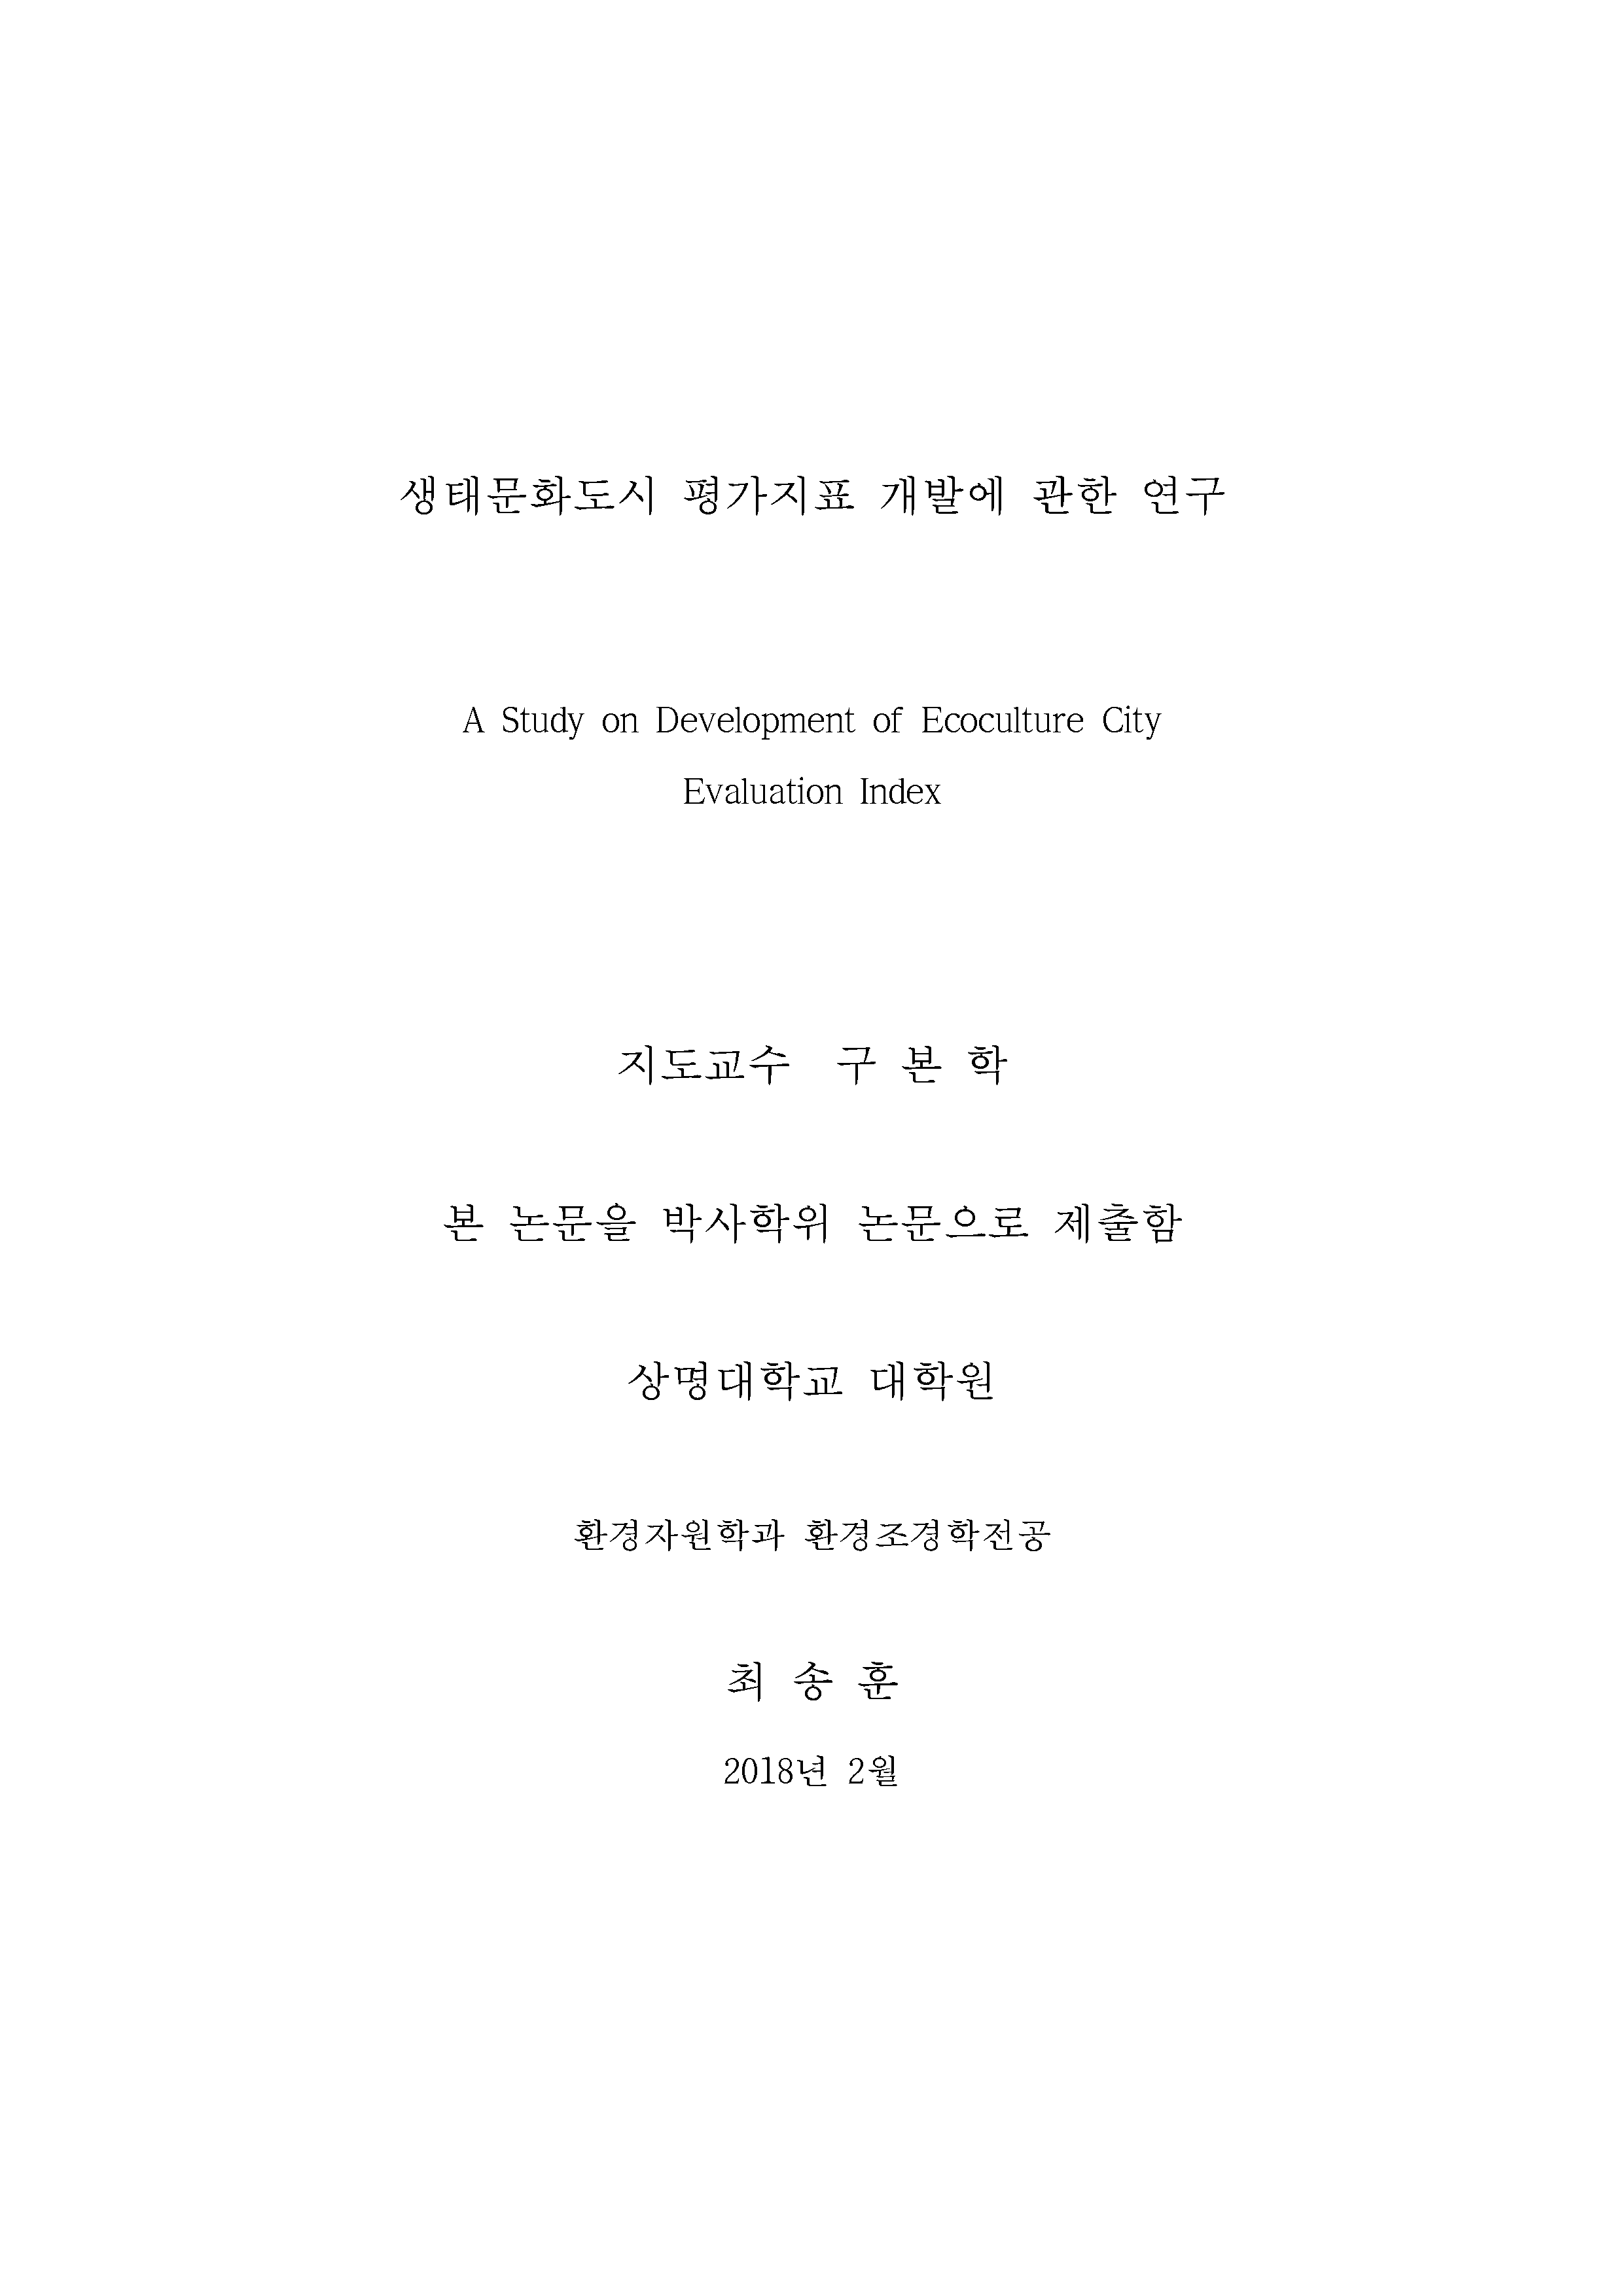 생태문화도시 평가지표 개발에 관한 연구
A Study on Development of Ecoculture City
Evaluation Index
지도교수 구 본 학
본 논문을 박사학위 논문으로 제출함
상명대학교 대학원
환경자원학과 환경조경학전공
최 송 훈
2018년 2월